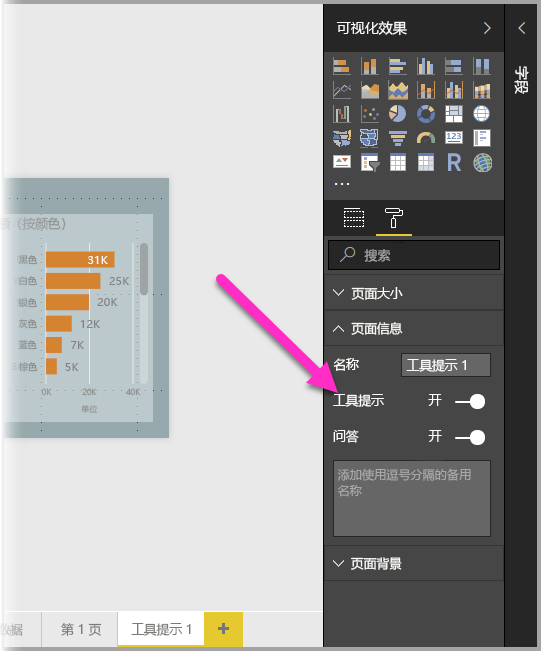 可视化效果
字段
123
R
搜索
页面大小
页面信息
名称
工具提示 1
工具提示
开
问答
开
添加使用逗号分隔的备用
名称
页面背景
（按颜色）
黑色
31K
白色
25K
银色
20K
灰色
12K
蓝色
7K
棕色
5K
0K
20K
40K
单位
数据
第 1 页
工具提示 1
+